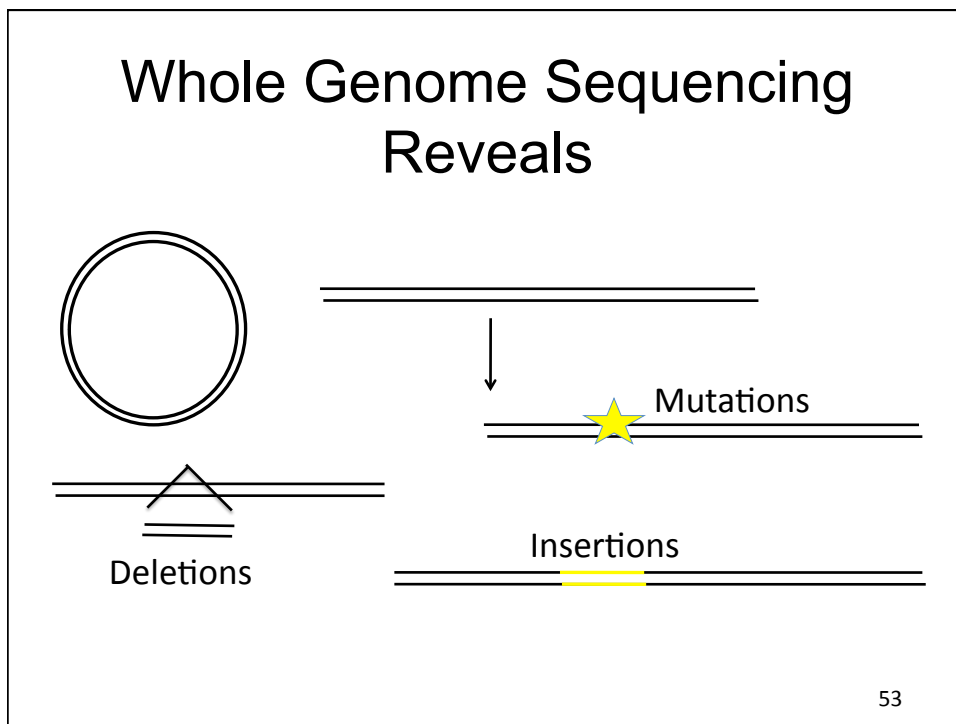 Whole Genome Sequencing
Reveals
Mutations
Insertions
Deletions
53